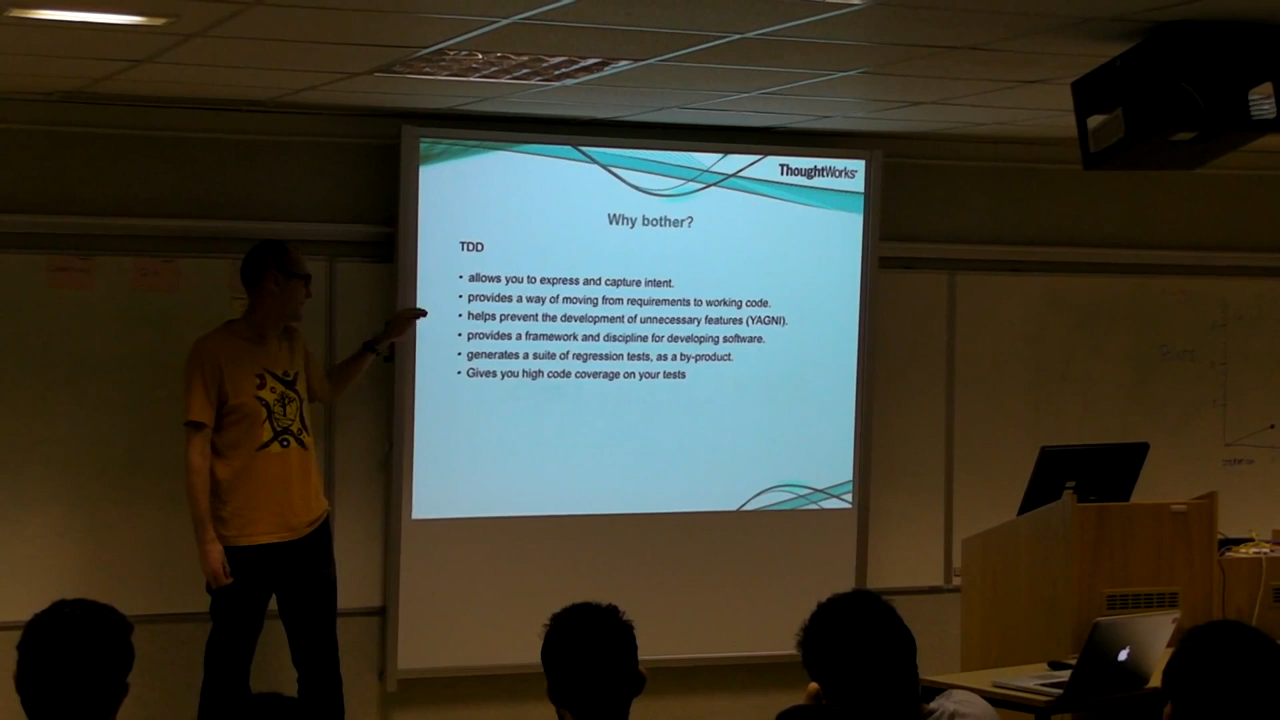 ThoughtWorks
Why bother?
TDD
• allows you to express and capture intent.
• provides a way of moving from requirements to working code.
• helps prevent the development of unnecessary features (YAGNI).
• provides a framework and discipline for developing software.
• generates a suite of regression tests, as a by-product.
• Gives you high code coverage on your tests